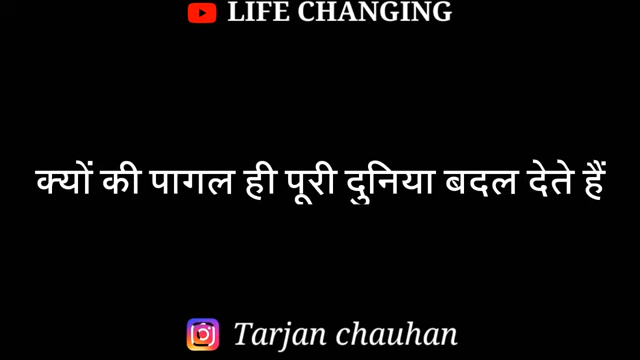 LIFE CHANGING
क्यों की पागल ही पूरी दुनिया बदल देते हैं
Tarjan chauhan